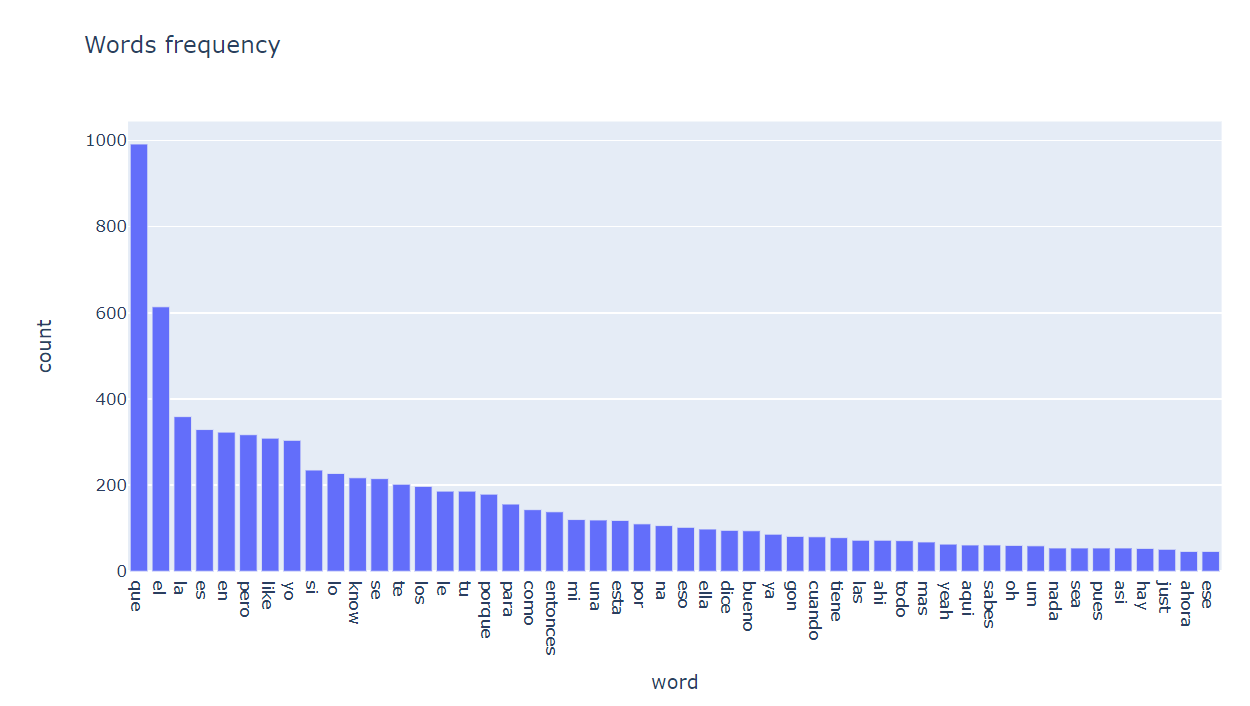 Words frequency
1000
800
600
400
200
0
count
que
el
la
es
en
pero
like
yo
si
lo
know
se
te
los
le
tu
porque
para
como
entonces
mi
una
esta
por
na
eso
ella
dice
bueno
ya
gon
cuando
tiene
las
ahi
todo
mas
yeah
aqui
sabes
oh
um
nada
sea
pues
asi
hay
just
ahora
ese
word